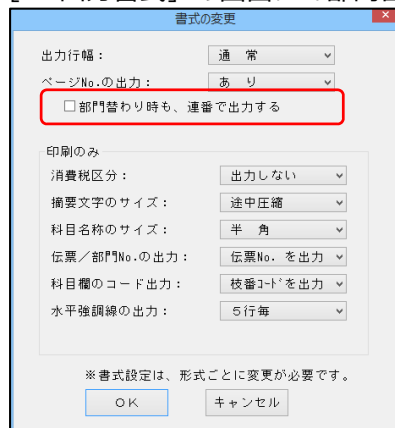 書式の変更
出力行幅： 通 常
ページNo.の出力： あ り
部門替わり時も、連番で出力する
印刷のみ
消費税区分： 出力しない
摘要文字のサイズ： 途中圧縮
科目名称のサイズ： 半 角
伝票／部門No.の出力： 伝票No. を出力
科目欄のコード出力： 枝番ｺｰﾄﾞを出力
水平強調線の出力： 5行毎
※書式設定は、形式ごとに変更が必要です。
OK キャンセル